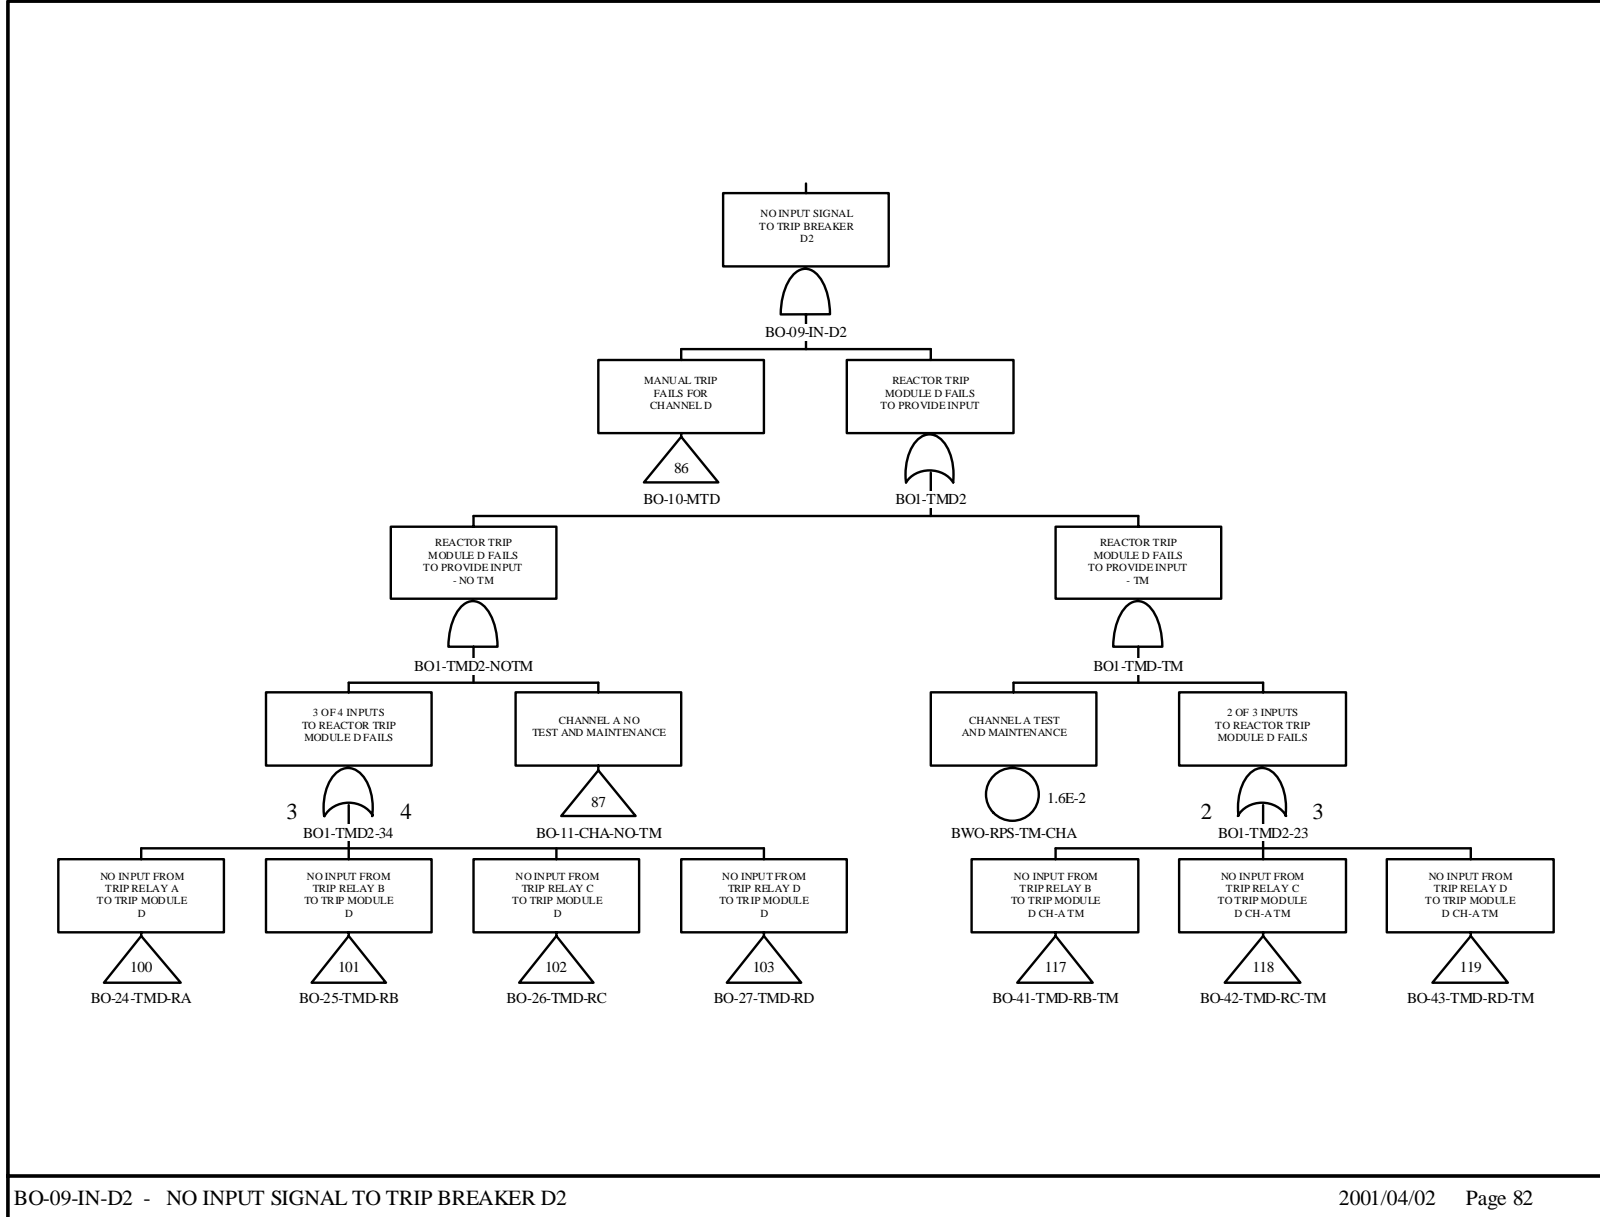 NO INPUT SIGNAL
TO TRIP BREAKER
D2
BO-09-IN-D2
MANUAL TRIP
FAILS FOR
CHANNEL D
86
BO-10-MTD
REACTOR TRIP
MODULE D FAILS
TO PROVIDE INPUT
BO1-TMD2
REACTOR TRIP
MODULE D FAILS
TO PROVIDE INPUT
- NO TM
BO1-TMD2-NOTM
REACTOR TRIP
MODULE D FAILS
TO PROVIDE INPUT
- TM
BO1-TMD-TM
3 OF 4 INPUTS
TO REACTOR TRIP
MODULE D FAILS
3 4
BO1-TMD2-34
CHANNEL A NO
TEST AND MAINTENANCE
87
BO-11-CHA-NO-TM
CHANNEL A TEST
AND MAINTENANCE
1.6E-2
BWO-RPS-TM-CHA
2 OF 3 INPUTS
TO REACTOR TRIP
MODULE D FAILS
2 3
BO1-TMD2-23
NO INPUT FROM
TRIP RELAY A
TO TRIP MODULE
D
100
BO-24-TMD-RA
NO INPUT FROM
TRIP RELAY B
TO TRIP MODULE
D
101
BO-25-TMD-RB
NO INPUT FROM
TRIP RELAY C
TO TRIP MODULE
D
102
BO-26-TMD-RC
NO INPUT FROM
TRIP RELAY D
TO TRIP MODULE
D
103
BO-27-TMD-RD
NO INPUT FROM
TRIP RELAY B
TO TRIP MODULE
D CH-A TM
117
BO-41-TMD-RB-TM
NO INPUT FROM
TRIP RELAY C
TO TRIP MODULE
D CH-A TM
118
BO-42-TMD-RC-TM
NO INPUT FROM
TRIP RELAY D
TO TRIP MODULE
D CH-A TM
119
BO-43-TMD-RD-TM
BO-09-IN-D2 - NO INPUT SIGNAL TO TRIP BREAKER D2
2001/04/02 Page 82